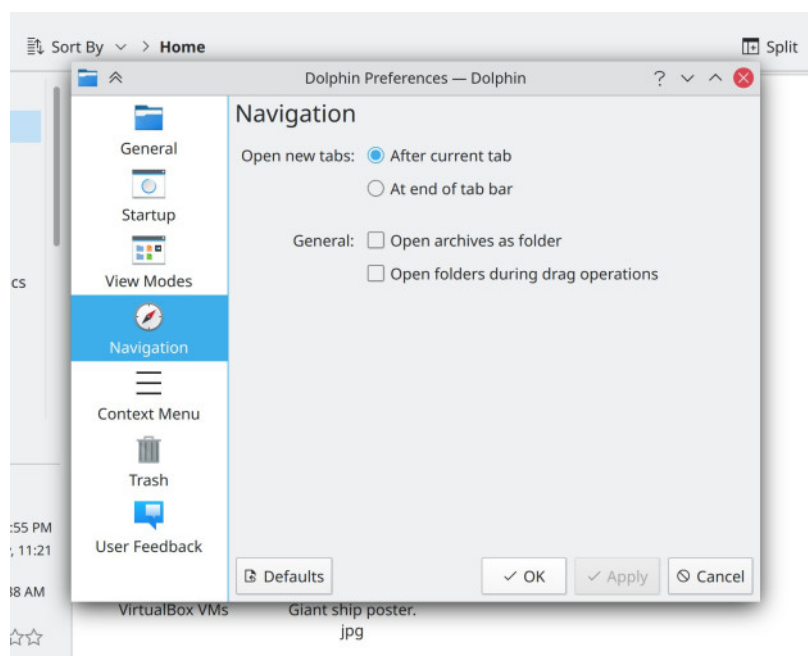 Sort By > Home Split
Dolphin Preferences — Dolphin ?
General
Startup
View Modes
Navigation
Context Menu
Trash
User Feedback
Navigation
Open new tabs: After current tab
At end of tab bar
General: Open archives as folder
Open folders during drag operations
Defaults OK Apply Cancel
cs
:55 PM
, 11:21
38 AM
VirtualBox VMs Giant ship poster.
jpg